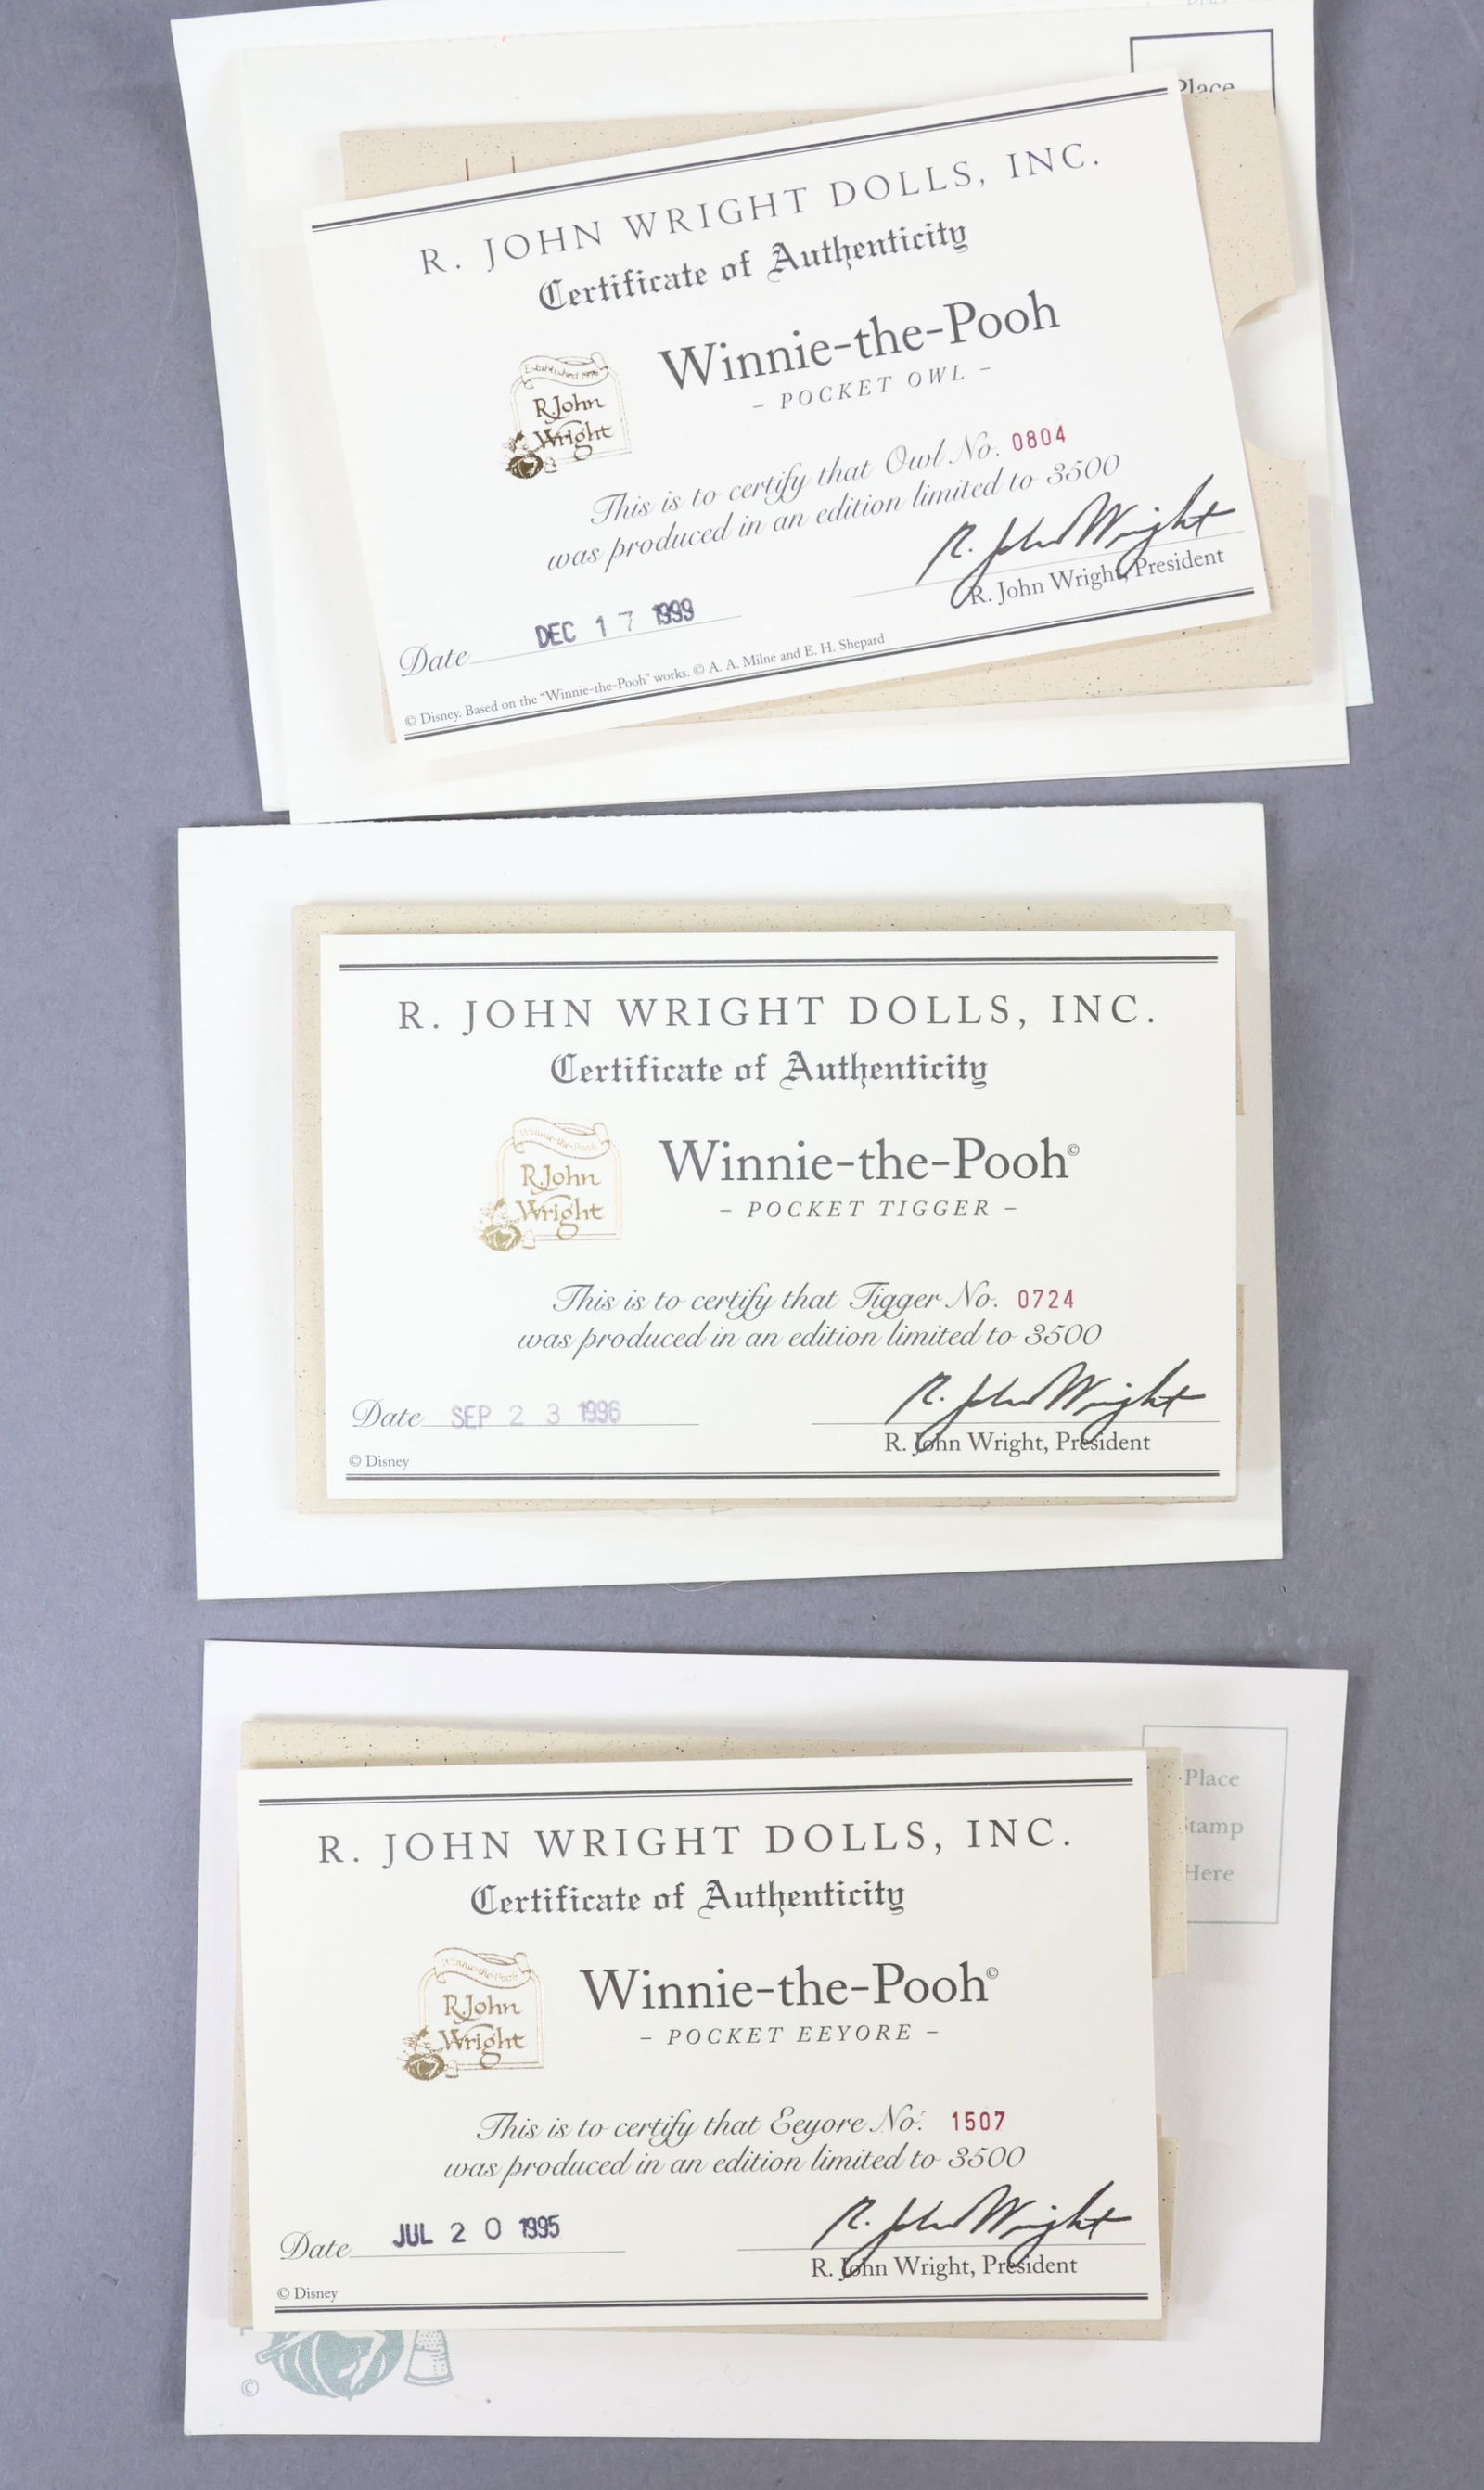 Place
R. JOHN WRIGHT DOLLS, INC.
Certificate of Authenticity
Established 1976
R. John
Wright
Winnie-the-Pooh
- POCKET OWL -
This is to certify that Owl No. 0804
was produced in an edition limited to 3500
R. John Wright
R. John Wright, President
Date DEC 17 1999
© Disney. Based on the “Winnie-the-Pooh” works. © A. A. Milne and E. H. Shepard
R. JOHN WRIGHT DOLLS, INC.
Certificate of Authenticity
Winnie-the-Pooh
R. John
Wright
Winnie-the-Pooh©
- POCKET TIGGER -
This is to certify that Tigger No. 0724
was produced in an edition limited to 3500
Date SEP 23 1996
R. John Wright
R. John Wright, President
© Disney
Place
tamp
Here
R. JOHN WRIGHT DOLLS, INC.
Certificate of Authenticity
Winnie-the-Pooh
R. John
Wright
Winnie-the-Pooh©
- POCKET EEYORE -
This is to certify that Eeyore No. 1507
was produced in an edition limited to 3500
Date JUL 20 1995
R. John Wright
R. John Wright, President
© Disney
©